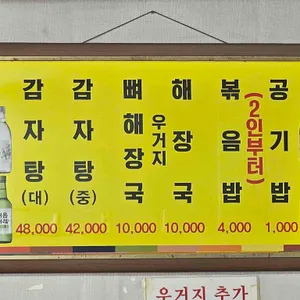 감자탕(대)
48,000
감자탕(중)
42,000
뼈해장국
10,000
우거지
해장국
10,000
볶음밥
(2인부터)
4,000
공기밥
1,000
우거지 추가